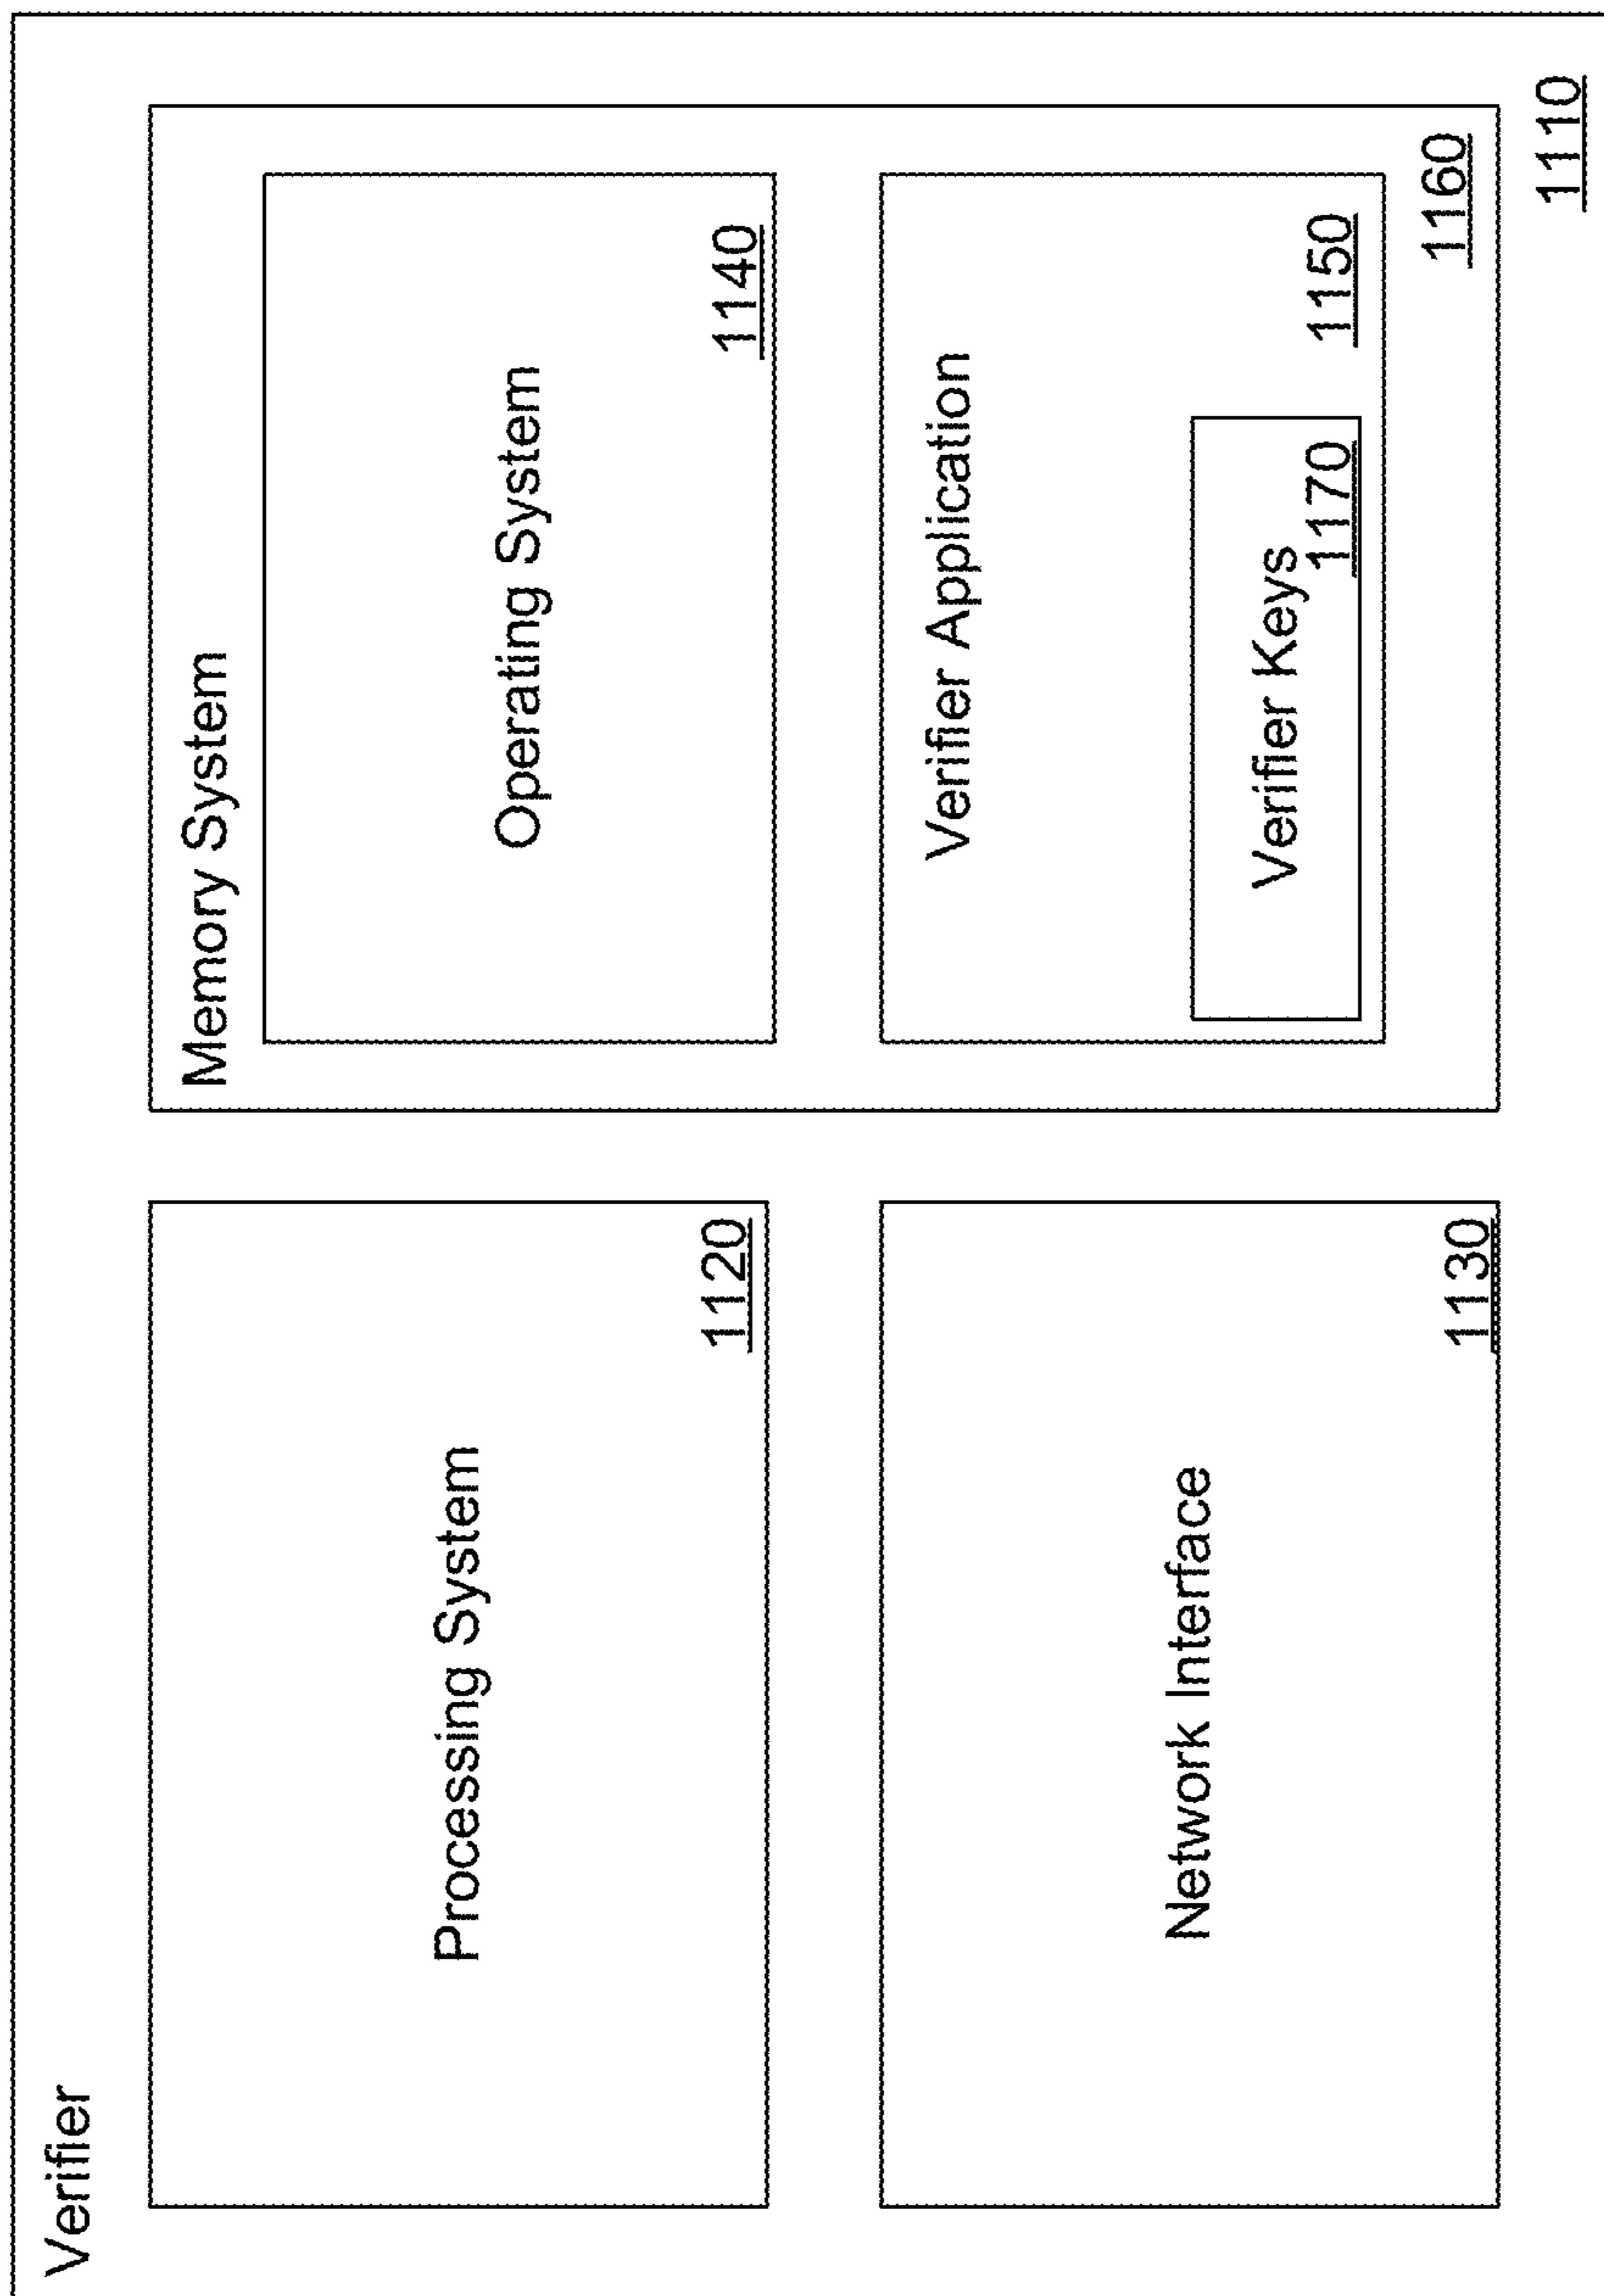 Verifier
Processing System
1120
Network Interface
1130
Memory System
Operating System
1140
Verifier Application
Verifier Keys
1170
1150
1160
1110